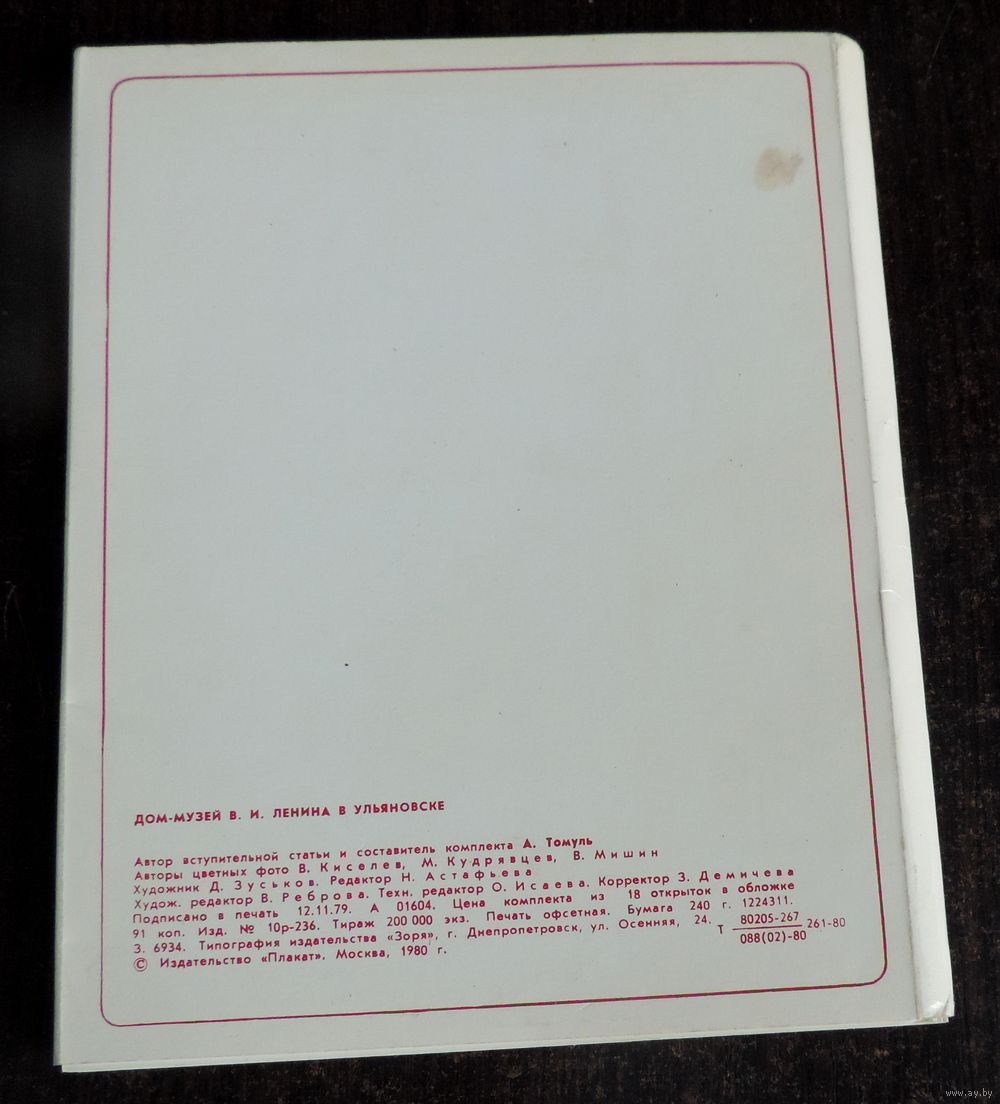 ДОМ-МУЗЕЙ В. И. ЛЕНИНА В УЛЬЯНОВСКЕ
Автор вступительной статьи и составитель комплекта А. Томуль
Авторы цветных фото В. Киселев, М. Кудрявцев, В. Мишин
Художник Д. Зуськов. Редактор Н. Астафьева
Худож. редактор В. Реброва. Техн. редактор О. Исаева. Корректор З. Демичева
Подписано в печать 12.11.79. А 01604. Цена комплекта из 18 открыток в обложке
91 коп. Изд. № 10р-236. Тираж 200 000 экз. Печать офсетная. Бумага 240 г. 1224311.
З. 6934. Типография издательства «Зоря», г. Днепропетровск, ул. Осенняя, 24.
© Издательство «Плакат». Москва, 1980 г.
Т 80205-267 261-80
088(02)-80
www.ay.by